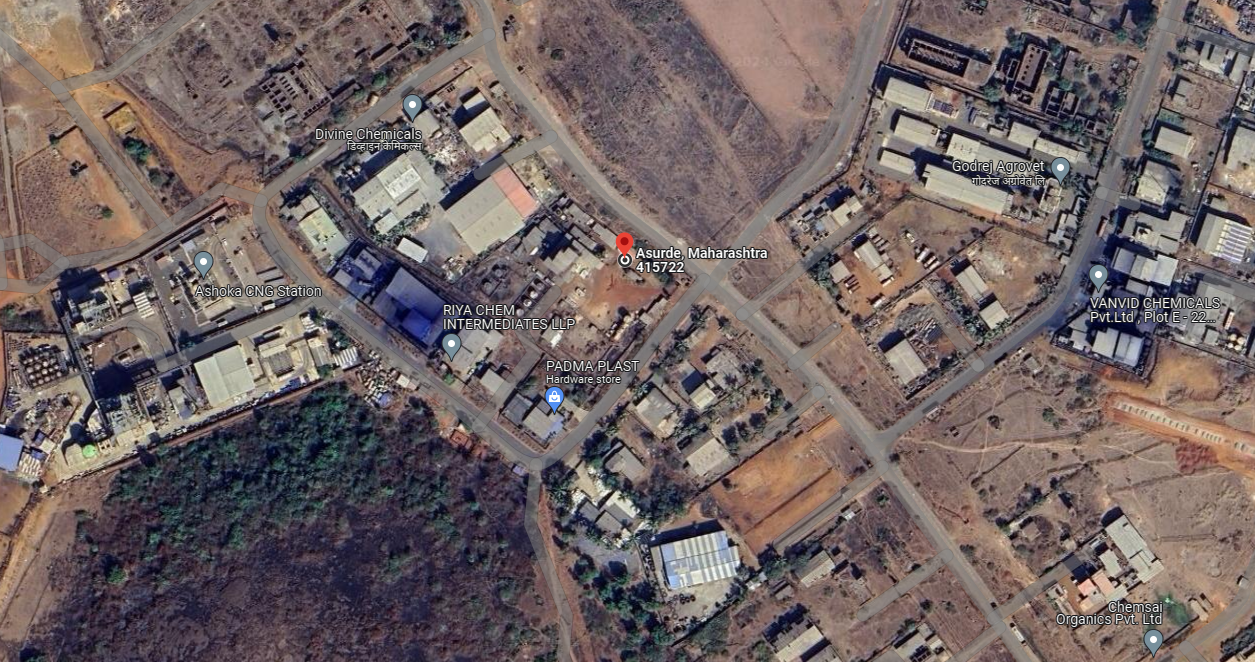 Divine Chemicals
डिव्हाइन केमिकल्स
Godrej Agrovet
गोदरेज अ‍ॅग्रोवेत लि
Asurde, Maharashtra
415722
Ashoka CNG Station
RIYA CHEM
INTERMEDIATES LLP
VANVID CHEMICALS
Pvt.Ltd , Plot E - 22...
PADMA PLAST
Hardware store
Chemsai
Organics Pvt. Ltd